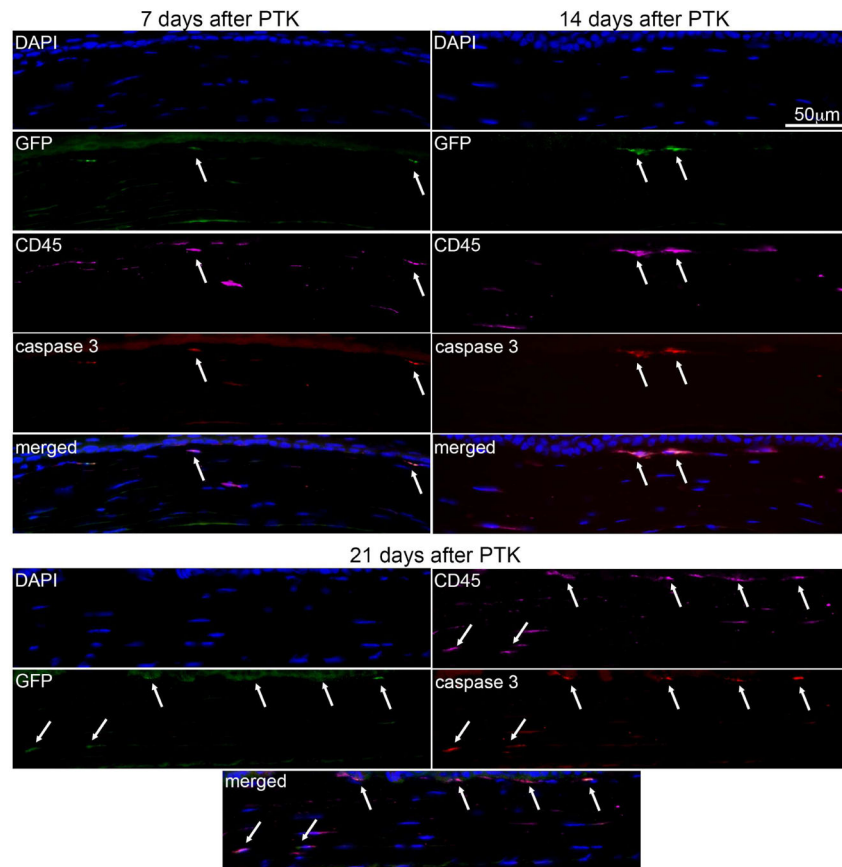 7 days after PTK
DAPI
GFP
CD45
caspase 3
merged
14 days after PTK
DAPI
50μm
GFP
CD45
caspase 3
merged
21 days after PTK
DAPI
GFP
CD45
caspase 3
merged